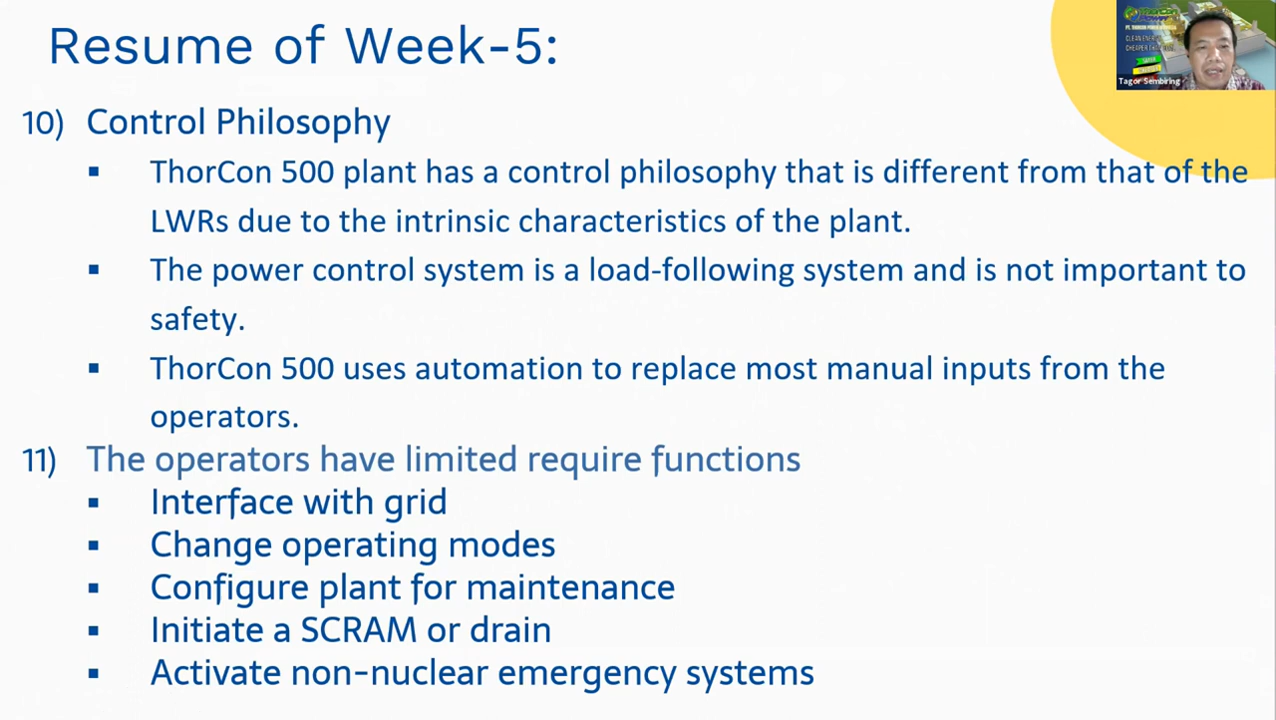 Resume of Week-5:
Tagor Sembiring
10) Control Philosophy
▪ ThorCon 500 plant has a control philosophy that is different from that of the
LWRs due to the intrinsic characteristics of the plant.
▪ The power control system is a load-following system and is not important to
safety.
▪ ThorCon 500 uses automation to replace most manual inputs from the
operators.
11) The operators have limited require functions
▪ Interface with grid
▪ Change operating modes
▪ Configure plant for maintenance
▪ Initiate a SCRAM or drain
▪ Activate non-nuclear emergency systems